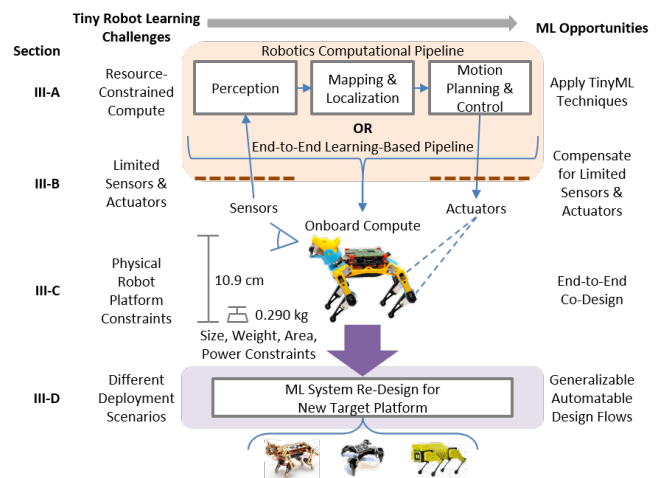 Tiny Robot Learning
Challenges
ML Opportunities
Section
Robotics Computational Pipeline
III-A
Resource-
Constrained
Compute
Perception
Mapping &
Localization
Motion
Planning &
Control
Apply TinyML
Techniques
OR
End-to-End Learning-Based Pipeline
III-B
Limited
Sensors &
Actuators
Compensate
for Limited
Sensors &
Actuators
Sensors
Onboard Compute
Actuators
III-C
Physical
Robot
Platform
Constraints
10.9 cm
0.290 kg
Size, Weight, Area,
Power Constraints
End-to-End
Co-Design
III-D
Different
Deployment
Scenarios
ML System Re-Design for
New Target Platform
Generalizable
Automatable
Design Flows